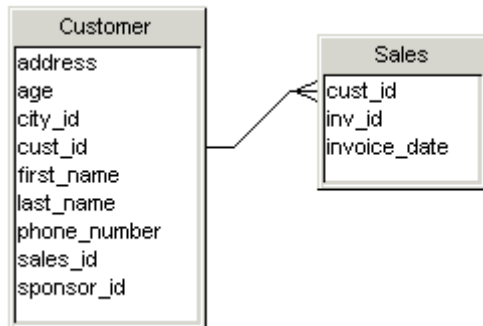 Customer
address
age
city_id
cust_id
first_name
last_name
phone_number
sales_id
sponsor_id
Sales
cust_id
inv_id
invoice_date